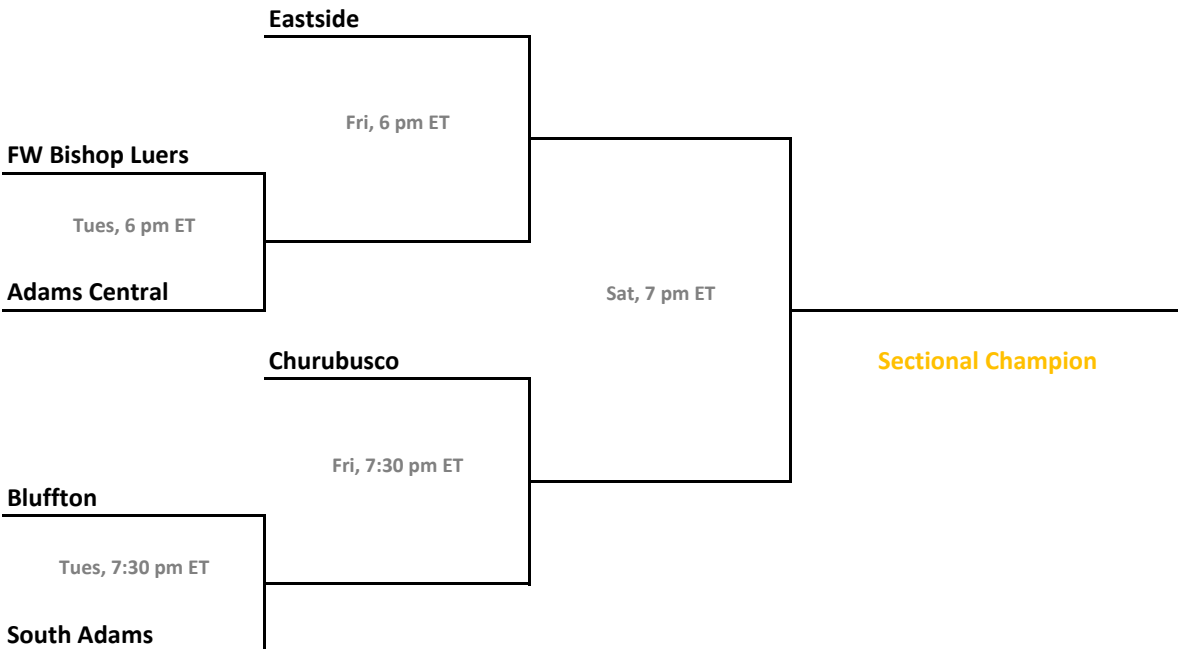 Eastside
Fri, 6 pm ET
FW Bishop Luers
Tues, 6 pm ET
Adams Central
Sat, 7 pm ET
Churubusco
Sectional Champion
Fri, 7:30 pm ET
Bluffton
Tues, 7:30 pm ET
South Adams